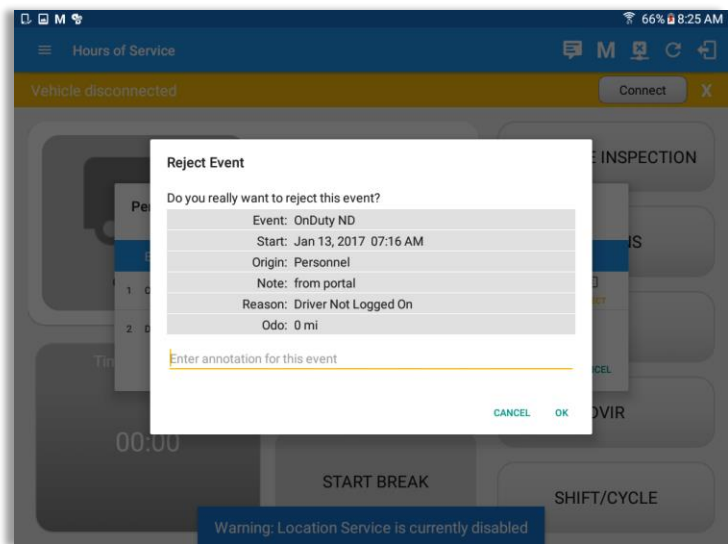 M
66% 8:25 AM
Hours of Service
M
Vehicle disconnected
Connect
X
INSPECTION
Reject Event
Do you really want to reject this event?
Event: OnDuty ND
Start: Jan 13, 2017 07:16 AM
Origin: Personnel
Note: from portal
Reason: Driver Not Logged On
Odo: 0 mi
Enter annotation for this event
CANCEL
OK
1
2
00:00
START BREAK
SHIFT/CYCLE
Warning: Location Service is currently disabled